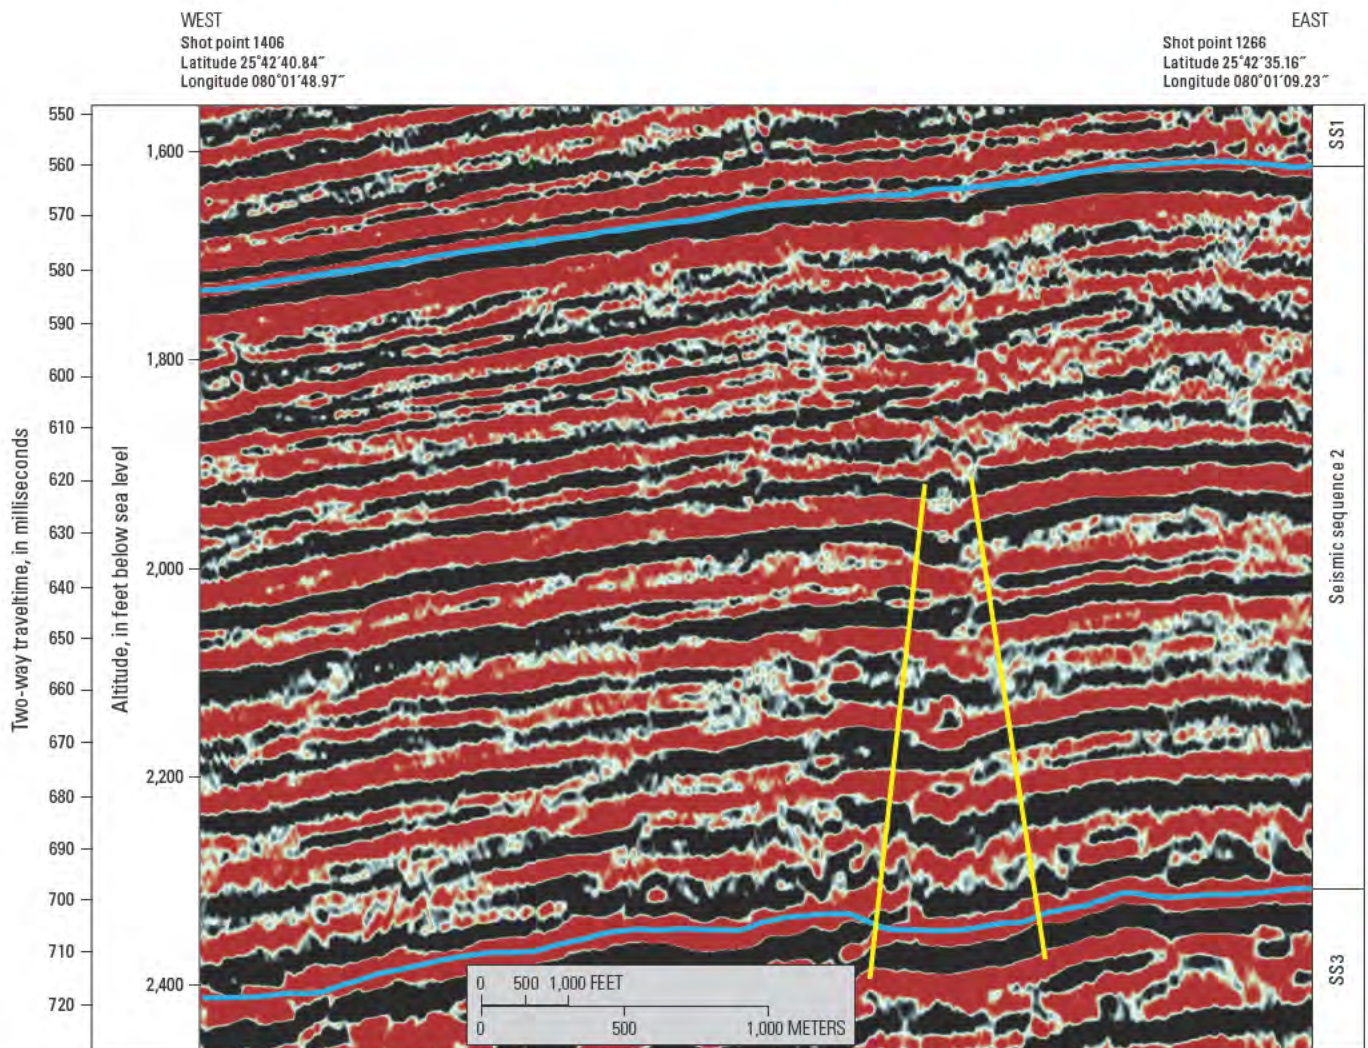 WEST
Shot point 1406
Latitude 25°42´40.84˝
Longitude 080°01´48.97˝
EAST
Shot point 1266
Latitude 25°42´35.16˝
Longitude 080°01´09.23˝
Two-way traveltime, in milliseconds
550
560
570
580
590
600
610
620
630
640
650
660
670
680
690
700
710
720
Altitude, in feet below sea level
1,600
1,800
2,000
2,200
2,400
SS1
Seismic sequence 2
SS3
0 500 1,000 FEET
0 500 1,000 METERS